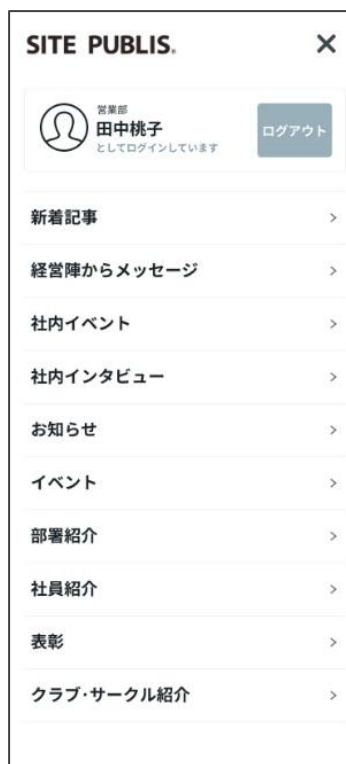 SITE PUBLIS®
営業部
田中桃子
としてログインしています
ログアウト
新着記事
経営陣からメッセージ
社内イベント
社内インタビュー
お知らせ
イベント
部署紹介
社員紹介
表彰
クラブ・サークル紹介